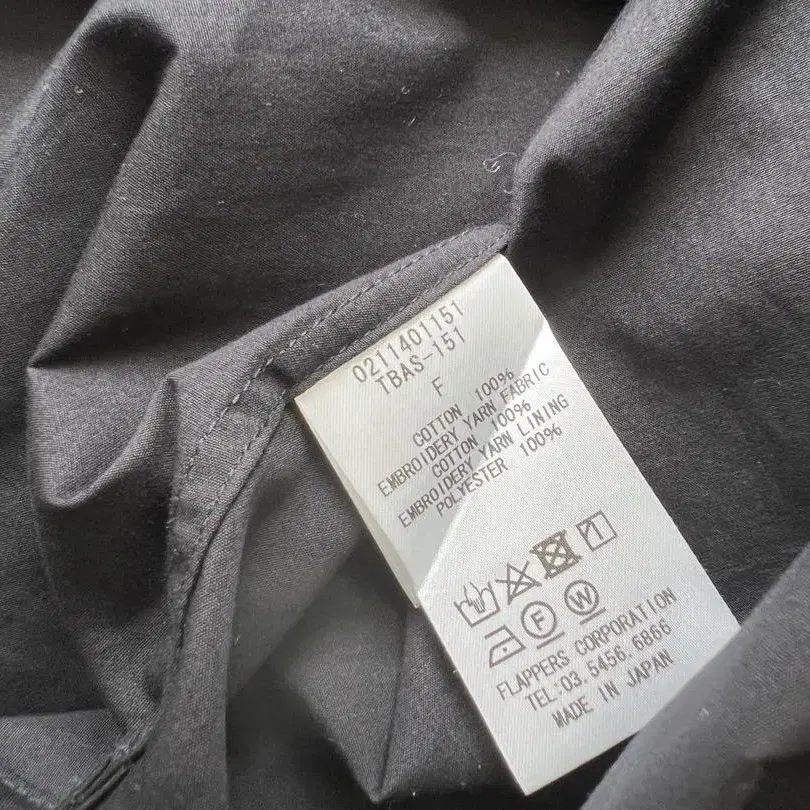 0211401151
TBAS-151
F
COTTON 100%
EMBROIDERY YARN FABRIC
COTTON 100%
EMBROIDERY YARN LINING
POLYESTER 100%
F W
FLAPPERS CORPORATION
TEL:03.5456.6866
MADE IN JAPAN